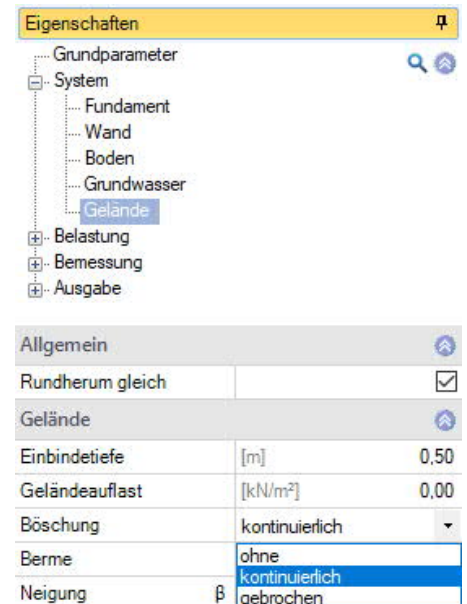 Eigenschaften
Grundparameter
System
Fundament
Wand
Boden
Grundwasser
Gelände
Belastung
Bemessung
Ausgabe
Allgemein
Rundherum gleich
Gelände
Einbindetiefe [m] 0,50
Geländeauflast [kN/m²] 0,00
Böschung kontinuierlich
Berme ohne
kontinuierlich
Neigung β gebrochen